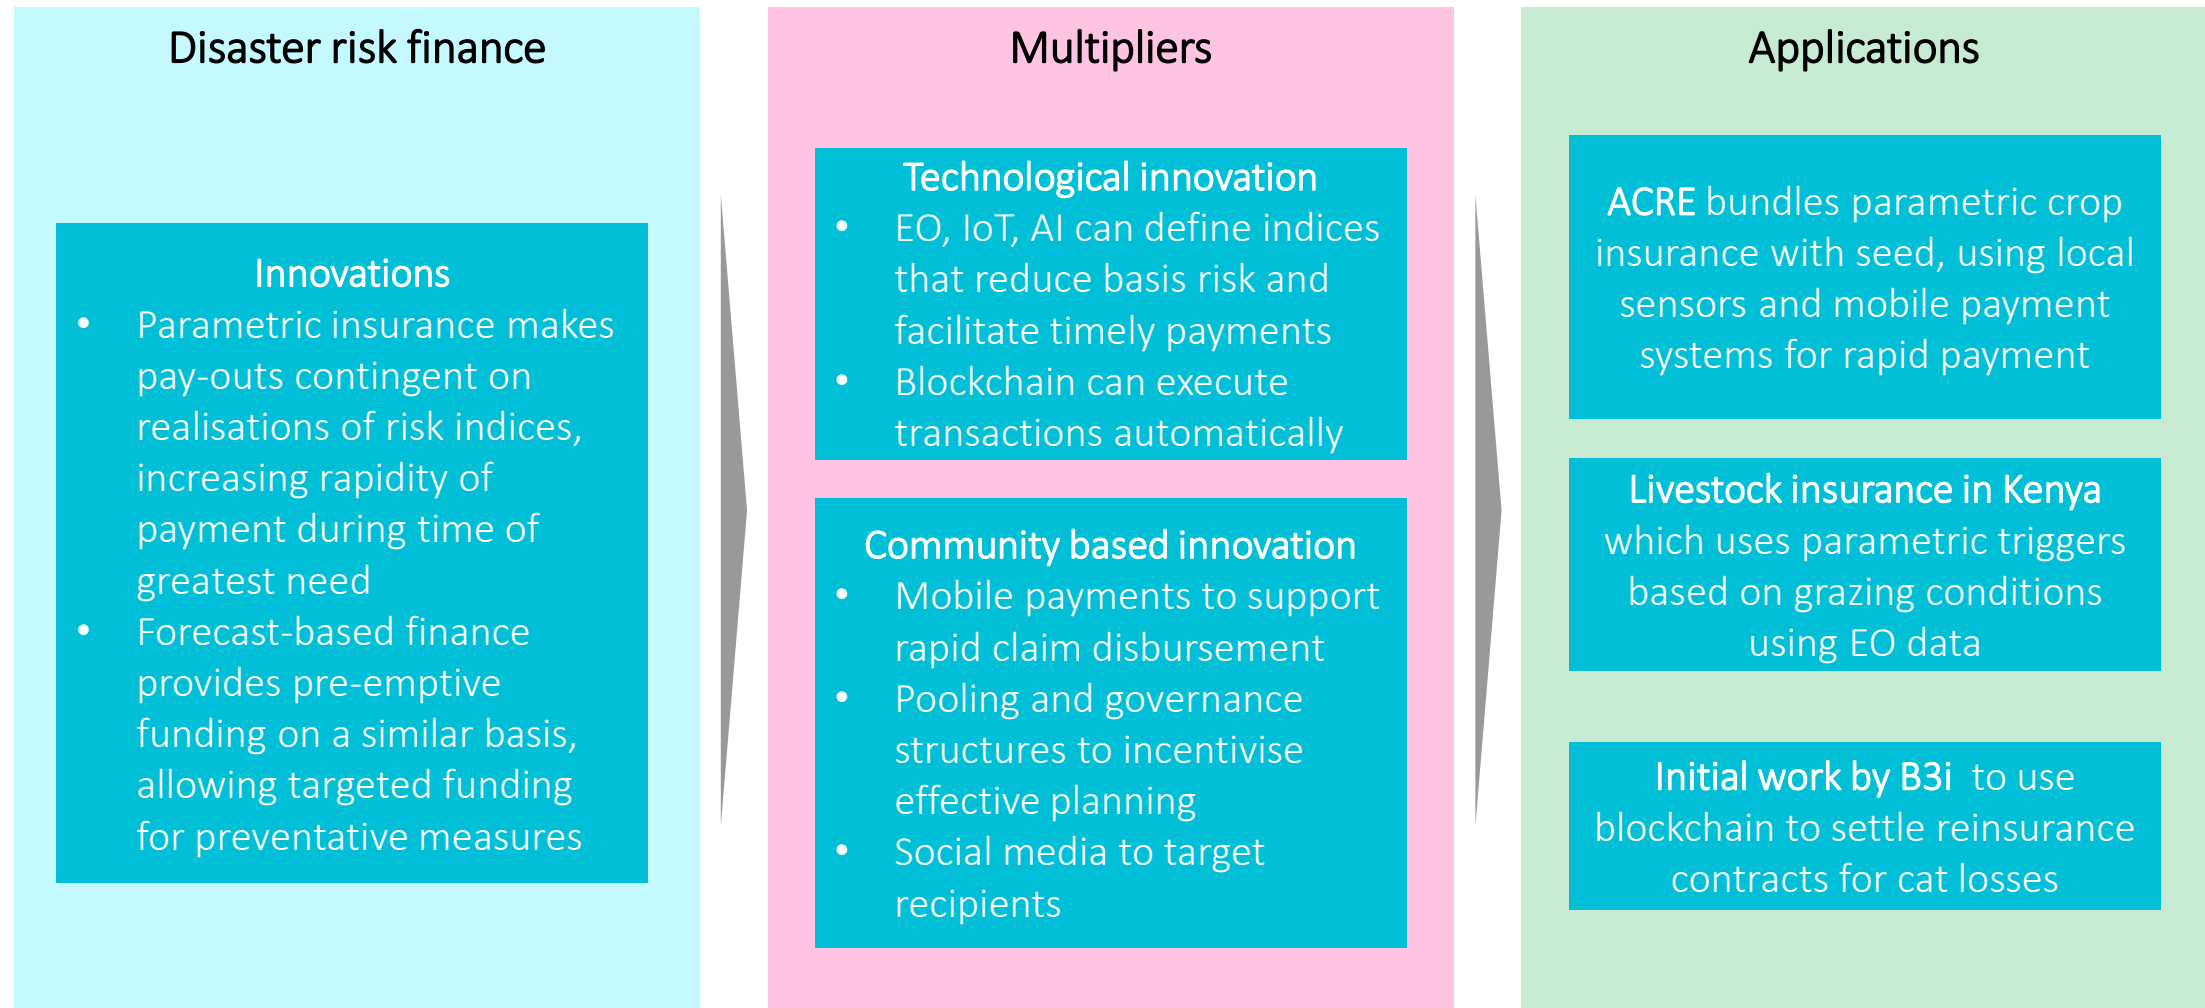 Disaster risk finance
Innovations
• Parametric insurance makes
pay-outs contingent on
realisations of risk indices,
increasing rapidity of
payment during time of
greatest need
• Forecast-based finance
provides pre-emptive
funding on a similar basis,
allowing targeted funding
for preventative measures
Multipliers
Technological innovation
• EO, IoT, AI can define indices
that reduce basis risk and
facilitate timely payments
• Blockchain can execute
transactions automatically
Community based innovation
• Mobile payments to support
rapid claim disbursement
• Pooling and governance
structures to incentivise
effective planning
• Social media to target
recipients
Applications
ACRE bundles parametric crop
insurance with seed, using local
sensors and mobile payment
systems for rapid payment
Livestock insurance in Kenya
which uses parametric triggers
based on grazing conditions
using EO data
Initial work by B3i to use
blockchain to settle reinsurance
contracts for cat losses